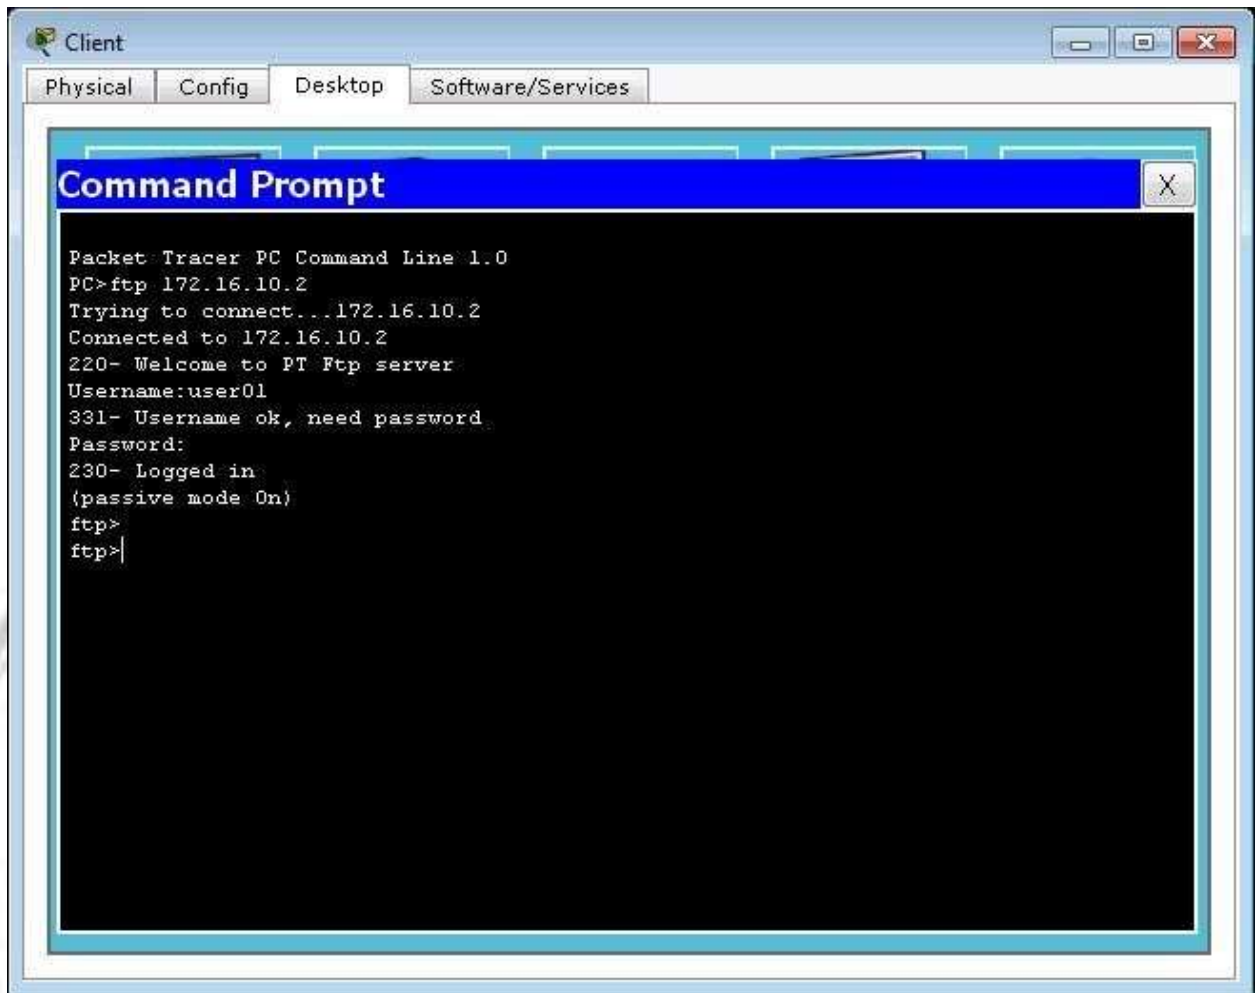 Client
Physical Config Desktop Software/Services
Command Prompt
X
Packet Tracer PC Command Line 1.0
PC>ftp 172.16.10.2
Trying to connect...172.16.10.2
Connected to 172.16.10.2
220- Welcome to PT Ftp server
Username:user01
331- Username ok, need password
Password:
230- Logged in
(passive mode On)
ftp>
ftp>